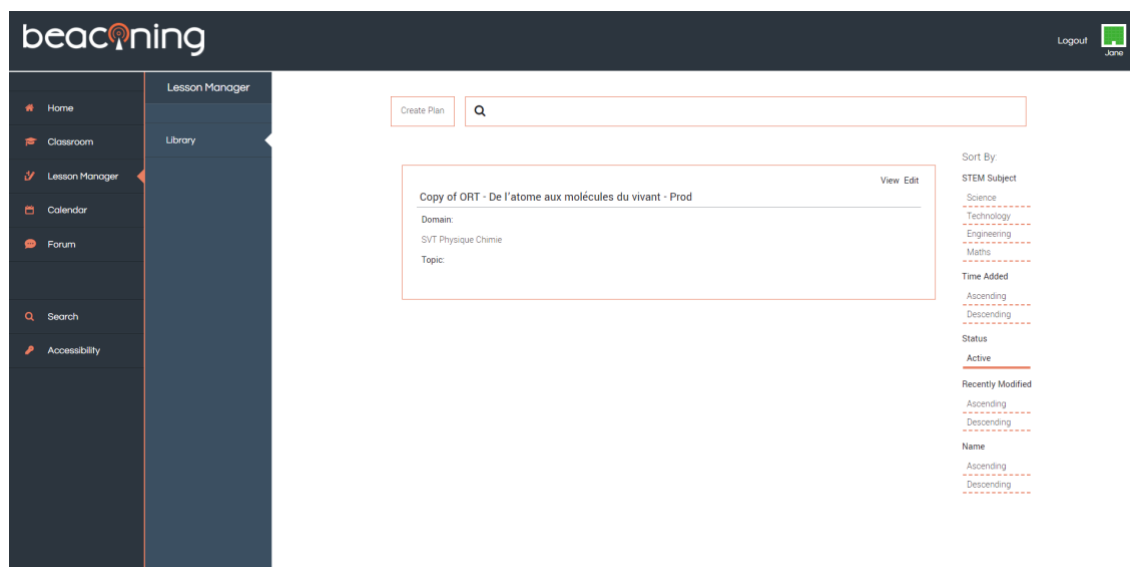 beaconing
Logout
Jane
Home
Classroom
Lesson Manager
Calendar
Forum
Search
Accessibility
Lesson Manager
Library
Create Plan
View Edit
Copy of ORT - De l'atome aux molécules du vivant - Prod
Domain:
SVT Physique Chimie
Topic:
Sort By:
STEM Subject
Science
Technology
Engineering
Maths
Time Added
Ascending
Descending
Status
Active
Recently Modified
Ascending
Descending
Name
Ascending
Descending